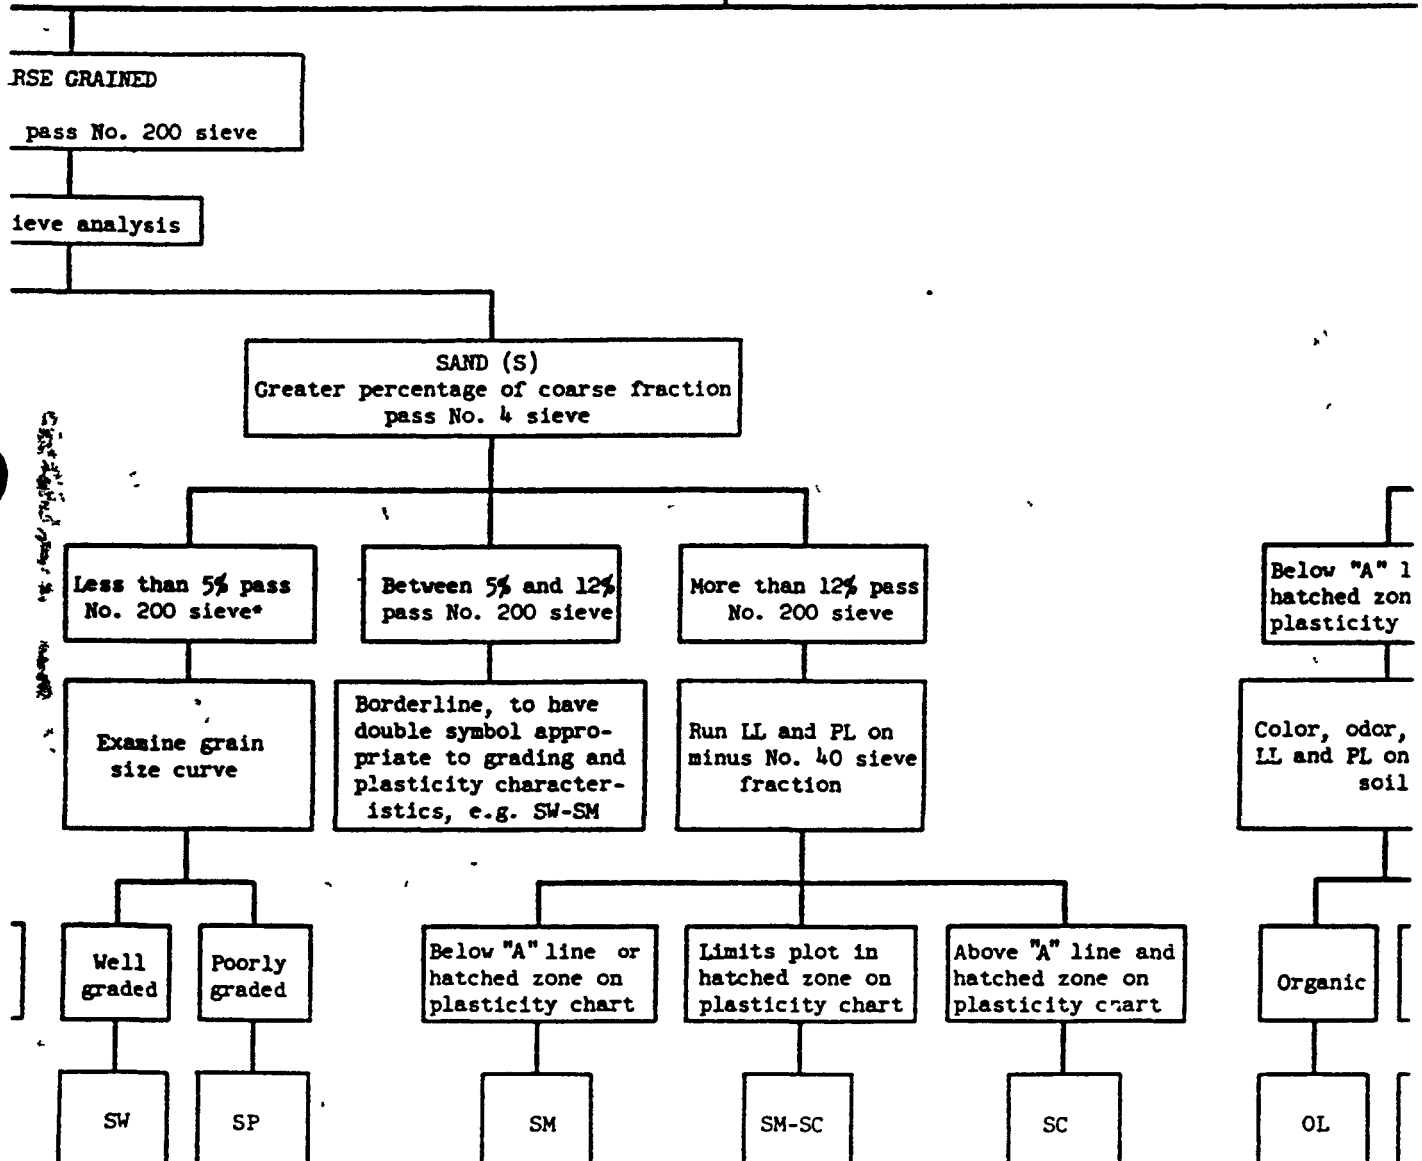 RSE GRAINED
pass No. 200 sieve
ieve analysis
SAND (S)
Greater percentage of coarse fraction
pass No. 4 sieve
Less than 5% pass
No. 200 sieve*
Between 5% and 12%
pass No. 200 sieve
More than 12% pass
No. 200 sieve
Below "A" l
hatched zon
plasticity
Examine grain
size curve
Borderline, to have
double symbol appro-
priate to grading and
plasticity character-
istics, e.g. SW-SM
Run LL and PL on
minus No. 40 sieve
fraction
Color, odor,
LL and PL on
soil
Well
graded
Poorly
graded
Below "A" line or
hatched zone on
plasticity chart
Limits plot in
hatched zone on
plasticity chart
Above "A" line and
hatched zone on
plasticity chart
Organic
SW
SP
SM
SM-SC
SC
OL